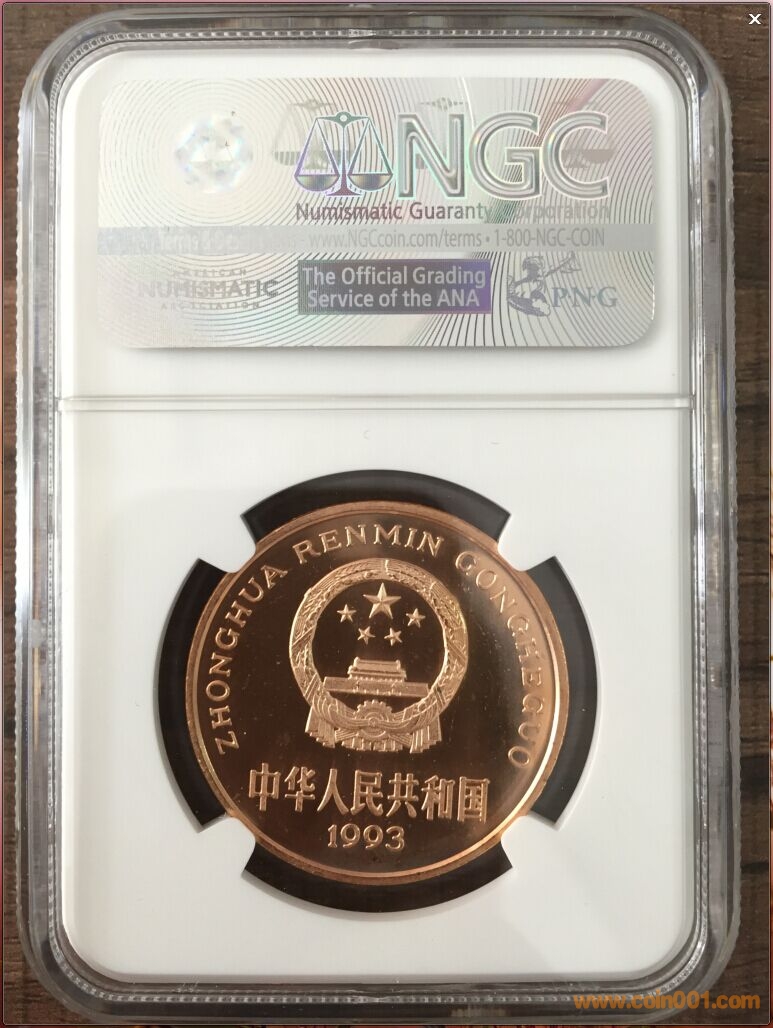 NGC
Numismatic Guaranty Corporation
www.NGCcoin.com/terms • 1-800-NGC-COIN
AMERICAN
NUMISMATIC
ASSOCIATION
The Official Grading
Service of the ANA
P·N·G
ZHONGHUA RENMIN GONGHEGUO
中华人民共和国
1993
www.coin001.com